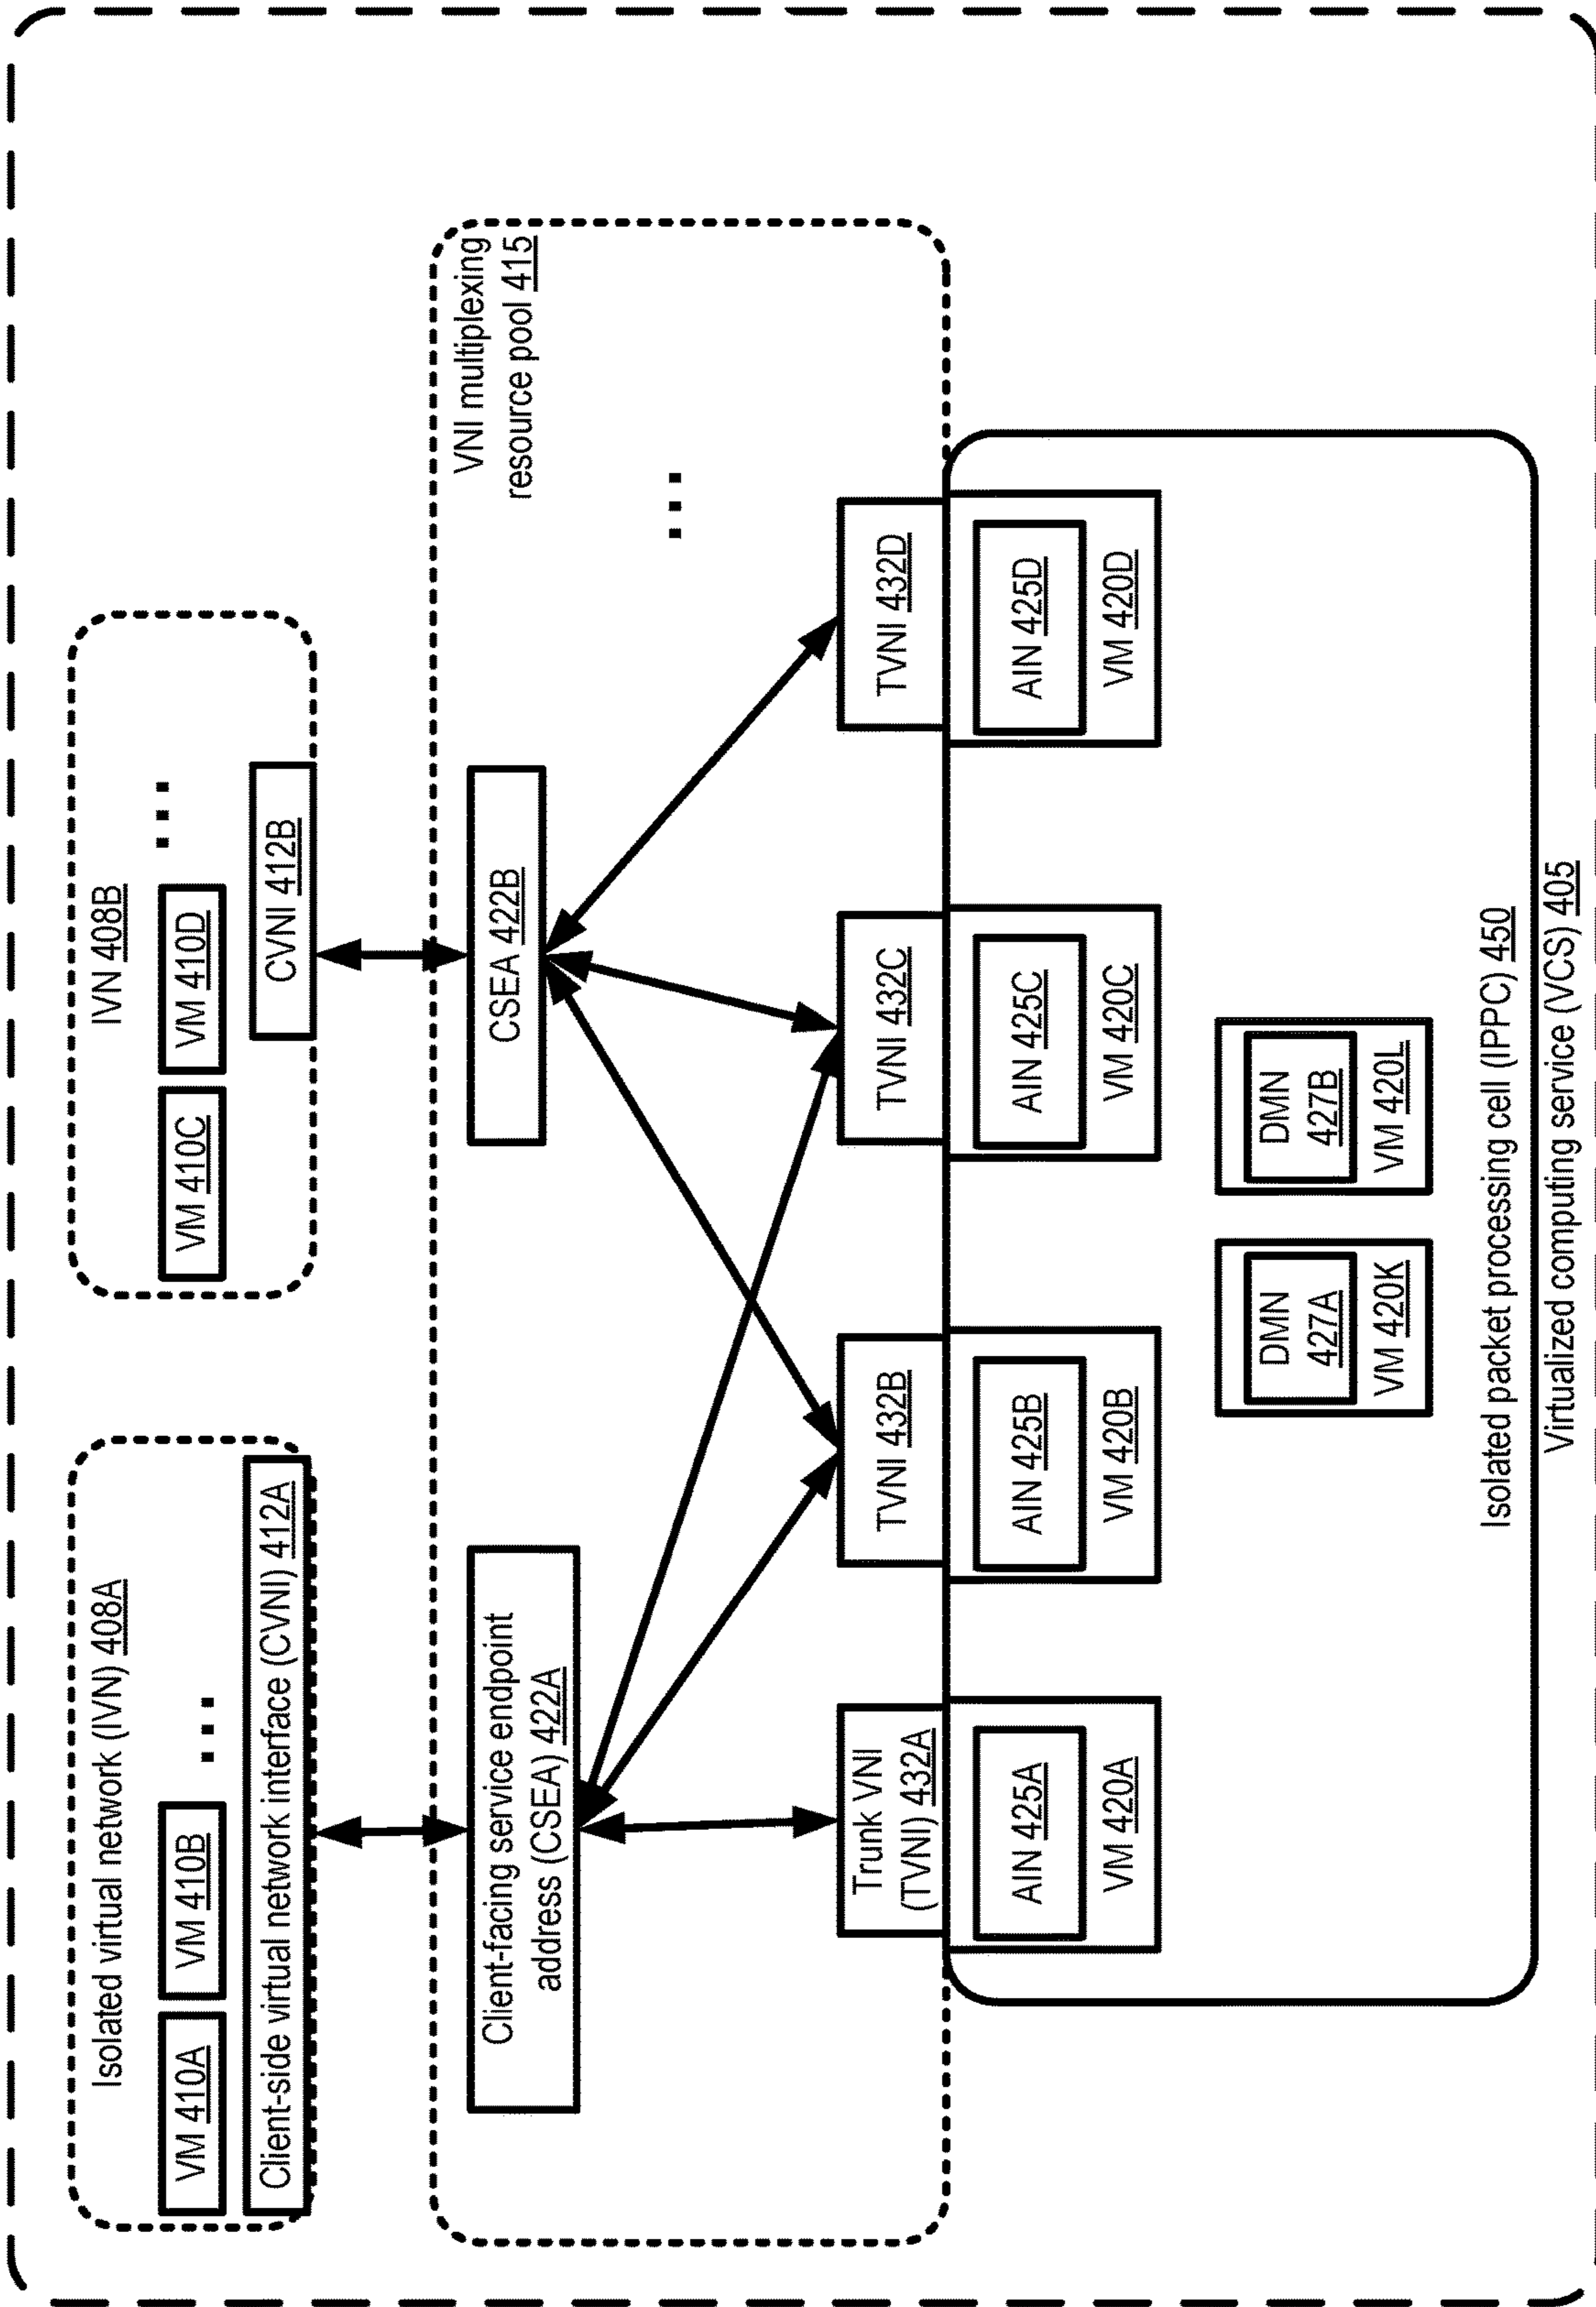 Isolated virtual network (IVN) 408A
VM 410A
VM 410B
...
Client-side virtual network interface (CVNI) 412A
IVN 408B
VM 410C
VM 410D
...
CVNI 412B
VNI multiplexing
resource pool 415
Client-facing service endpoint
address (CSEA) 422A
CSEA 422B
...
Trunk VNI
(TVNI) 432A
TVNI 432B
TVNI 432C
TVNI 432D
AIN 425A
VM 420A
AIN 425B
VM 420B
AIN 425C
VM 420C
AIN 425D
VM 420D
DMN
427A
VM 420K
DMN
427B
VM 420L
Isolated packet processing cell (IPPC) 450
Virtualized computing service (VCS) 405